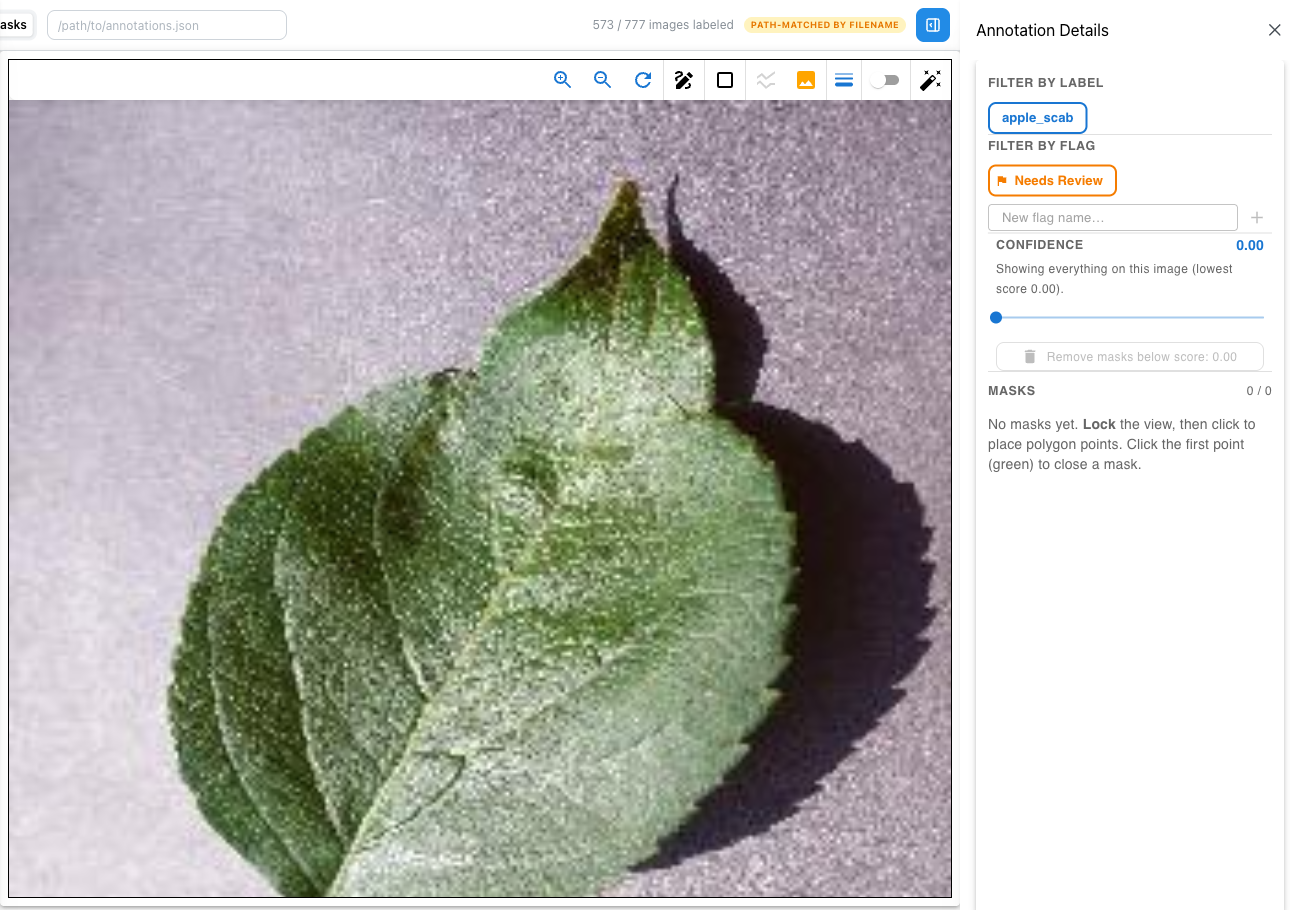 asks
/path/to/annotations.json
573 / 777 images labeled
PATH-MATCHED BY FILENAME
Annotation Details
FILTER BY LABEL
apple_scab
FILTER BY FLAG
Needs Review
New flag name…
CONFIDENCE
0.00
Showing everything on this image (lowest
score 0.00).
Remove masks below score: 0.00
MASKS
0 / 0
No masks yet. Lock the view, then click to
place polygon points. Click the first point
(green) to close a mask.